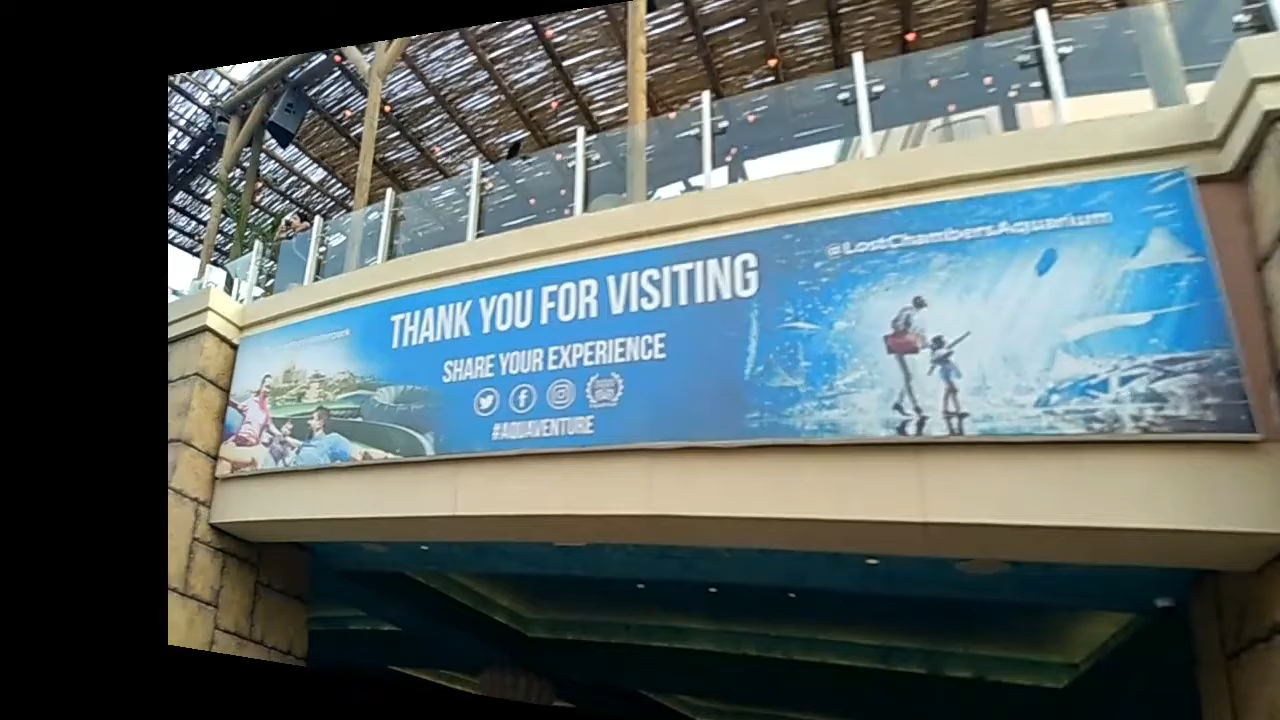 THANK YOU FOR VISITING
SHARE YOUR EXPERIENCE
#AQUAVENTURE
@LostChambersAquarium